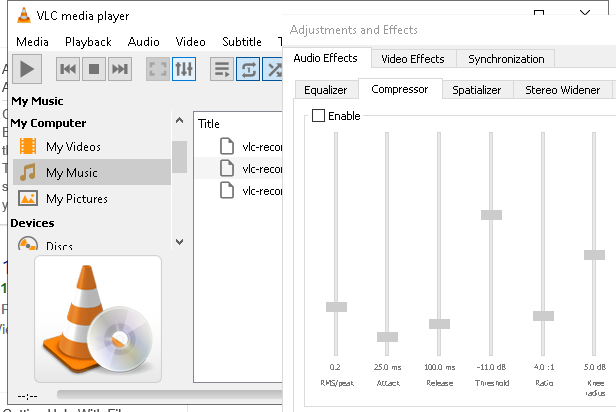 VLC media player
Media Playback Audio Video Subtitle T
My Music
My Computer
My Videos
My Music
My Pictures
Devices
Discs
Title
vlc-recor
vlc-recor
vlc-recor
--:--
Adjustments and Effects
Audio Effects Video Effects Synchronization
Equalizer Compressor Spatializer Stereo Widener
Enable
0.2 25.0 ms 100.0 ms -11.0 dB 4.0 :1 5.0 dB
RMS/peak Attack Release Threshold Ratio Knee
radius